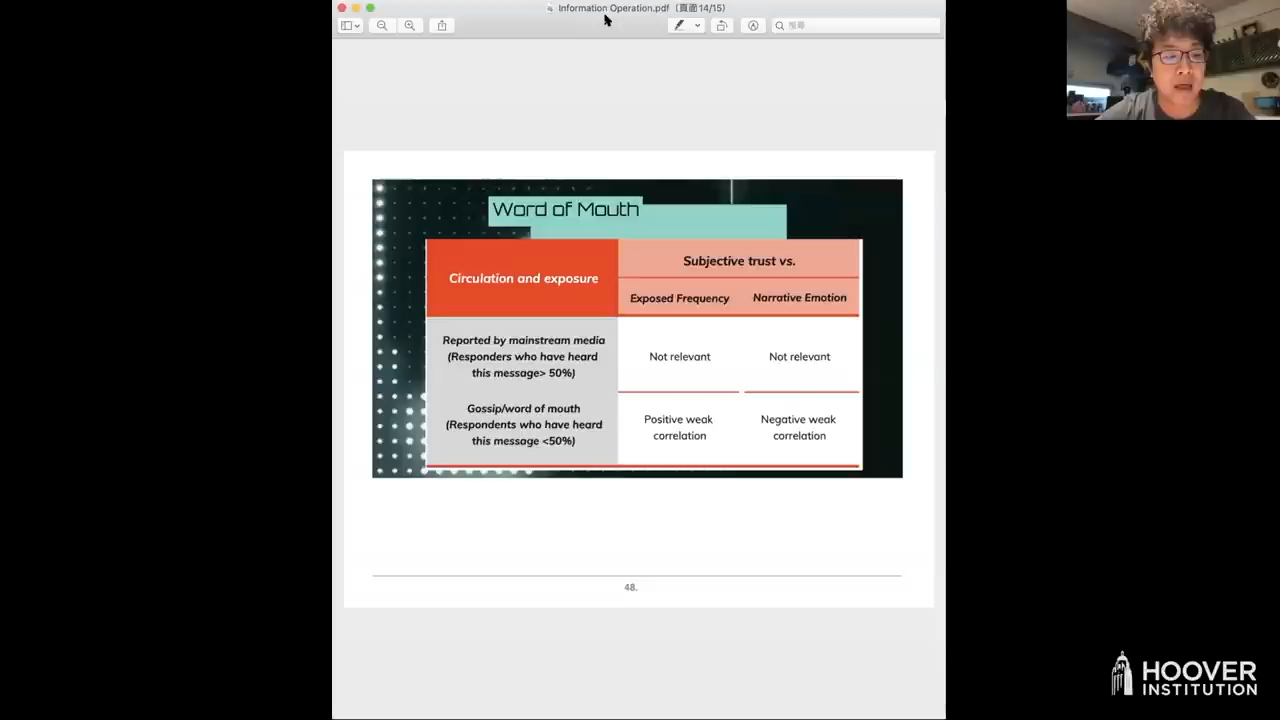 Information Operation.pdf（頁面14/15）
搜尋
Word of Mouth
Circulation and exposure
Subjective trust vs.
Exposed Frequency
Narrative Emotion
Reported by mainstream media
(Responders who have heard
this message> 50%)
Not relevant
Not relevant
Gossip/word of mouth
(Respondents who have heard
this message <50%)
Positive weak
correlation
Negative weak
correlation
48.
HOOVER
INSTITUTION